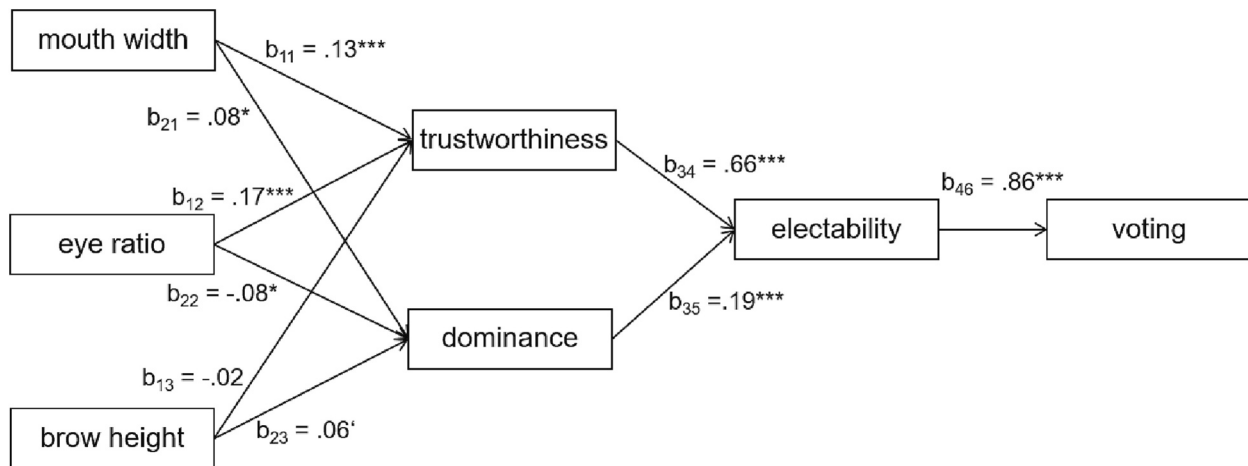 mouth width
b11 = .13***
b21 = .08*
trustworthiness
b34 = .66***
b46 = .86***
b12 = .17***
eye ratio
electability
voting
b22 = -.08*
b35 =.19***
dominance
b13 = -.02
brow height
b23 = .06‘